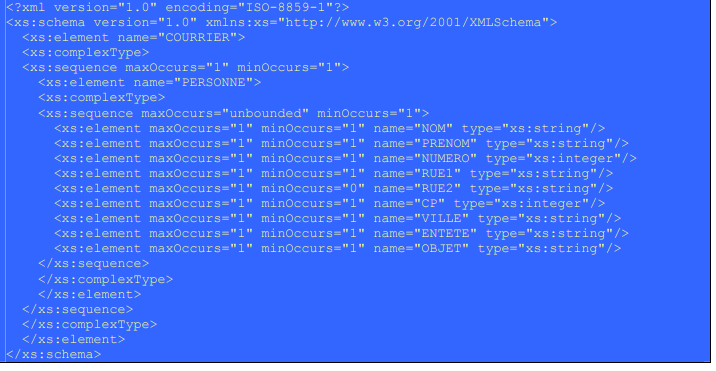 <?xml version="1.0" encoding="ISO-8859-1"?>
<xs:schema version="1.0" xmlns:xs="http://www.w3.org/2001/XMLSchema">
<xs:element name="COURRIER">
<xs:complexType>
<xs:sequence maxOccurs="1" minOccurs="1">
<xs:element name="PERSONNE">
<xs:complexType>
<xs:sequence maxOccurs="unbounded" minOccurs="1">
<xs:element maxOccurs="1" minOccurs="1" name="NOM" type="xs:string"/>
<xs:element maxOccurs="1" minOccurs="1" name="PRENOM" type="xs:string"/>
<xs:element maxOccurs="1" minOccurs="1" name="NUMERO" type="xs:integer"/>
<xs:element maxOccurs="1" minOccurs="1" name="RUE1" type="xs:string"/>
<xs:element maxOccurs="1" minOccurs="0" name="RUE2" type="xs:string"/>
<xs:element maxOccurs="1" minOccurs="1" name="CP" type="xs:integer"/>
<xs:element maxOccurs="1" minOccurs="1" name="VILLE" type="xs:string"/>
<xs:element maxOccurs="1" minOccurs="1" name="ENTETE" type="xs:string"/>
<xs:element maxOccurs="1" minOccurs="1" name="OBJET" type="xs:string"/>
</xs:sequence>
</xs:complexType>
</xs:element>
</xs:sequence>
</xs:complexType>
</xs:element>
</xs:schema>